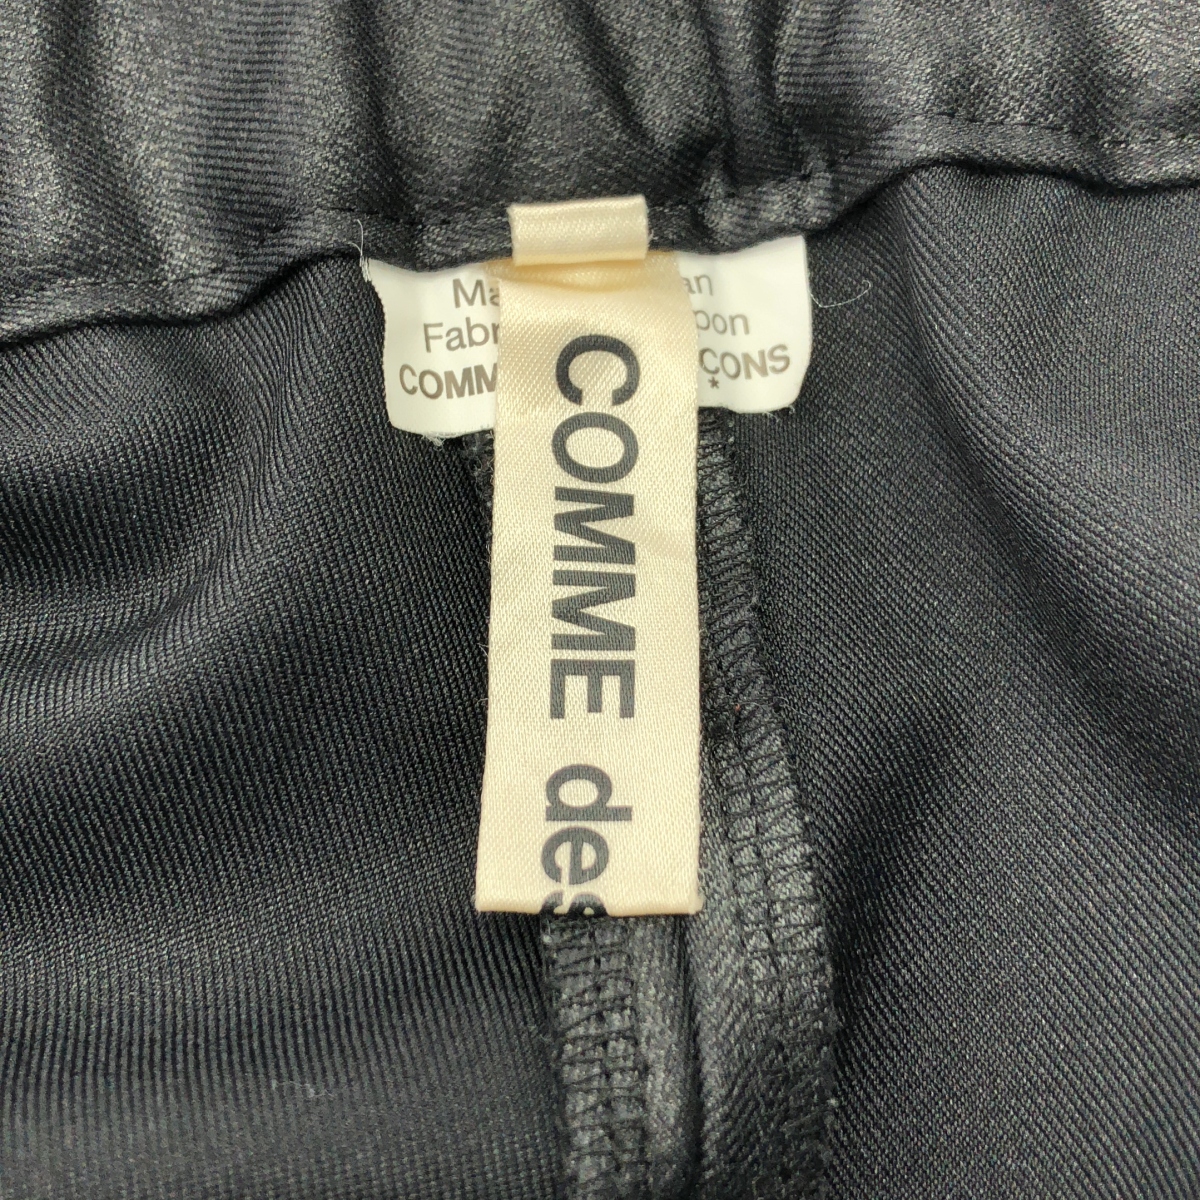 COMME des
Ma an
Fabr pon
COMM ÇONS
*